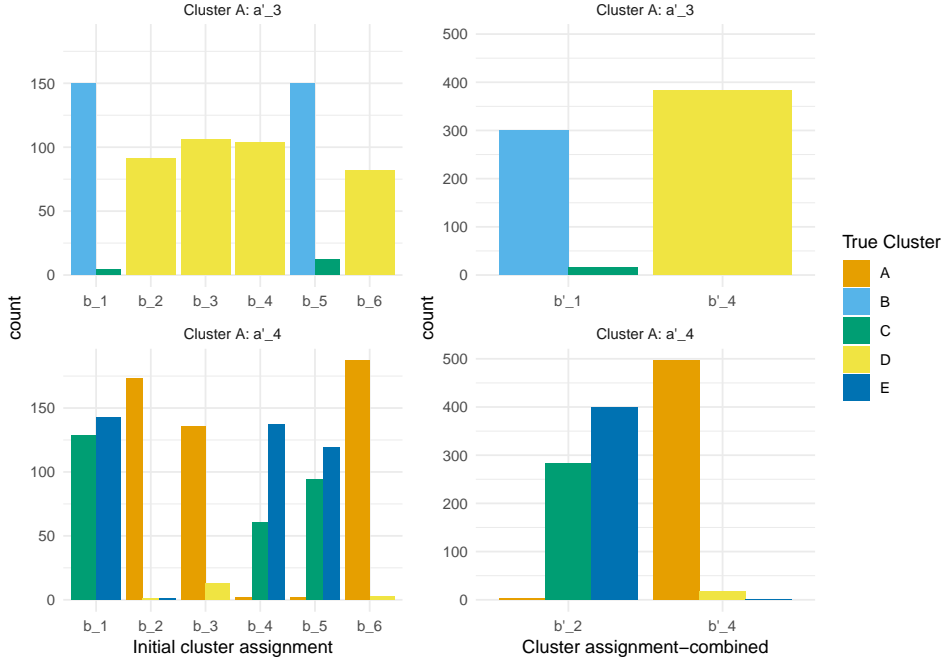 Cluster A: a'_3
Cluster A: a'_3
150
100
50
0
b_1 b_2 b_3 b_4 b_5 b_6
500
400
300
200
100
0
b'_1 b'_4
count
count
Cluster A: a'_4
Cluster A: a'_4
150
100
50
0
b_1 b_2 b_3 b_4 b_5 b_6
Initial cluster assignment
500
400
300
200
100
0
b'_2 b'_4
Cluster assignment−combined
True Cluster
A
B
C
D
E